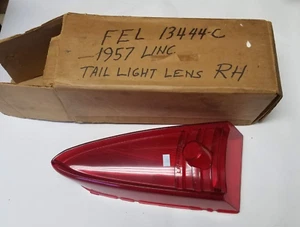 FEL 13444-C
1957 LINC
TAIL LIGHT LENS RH